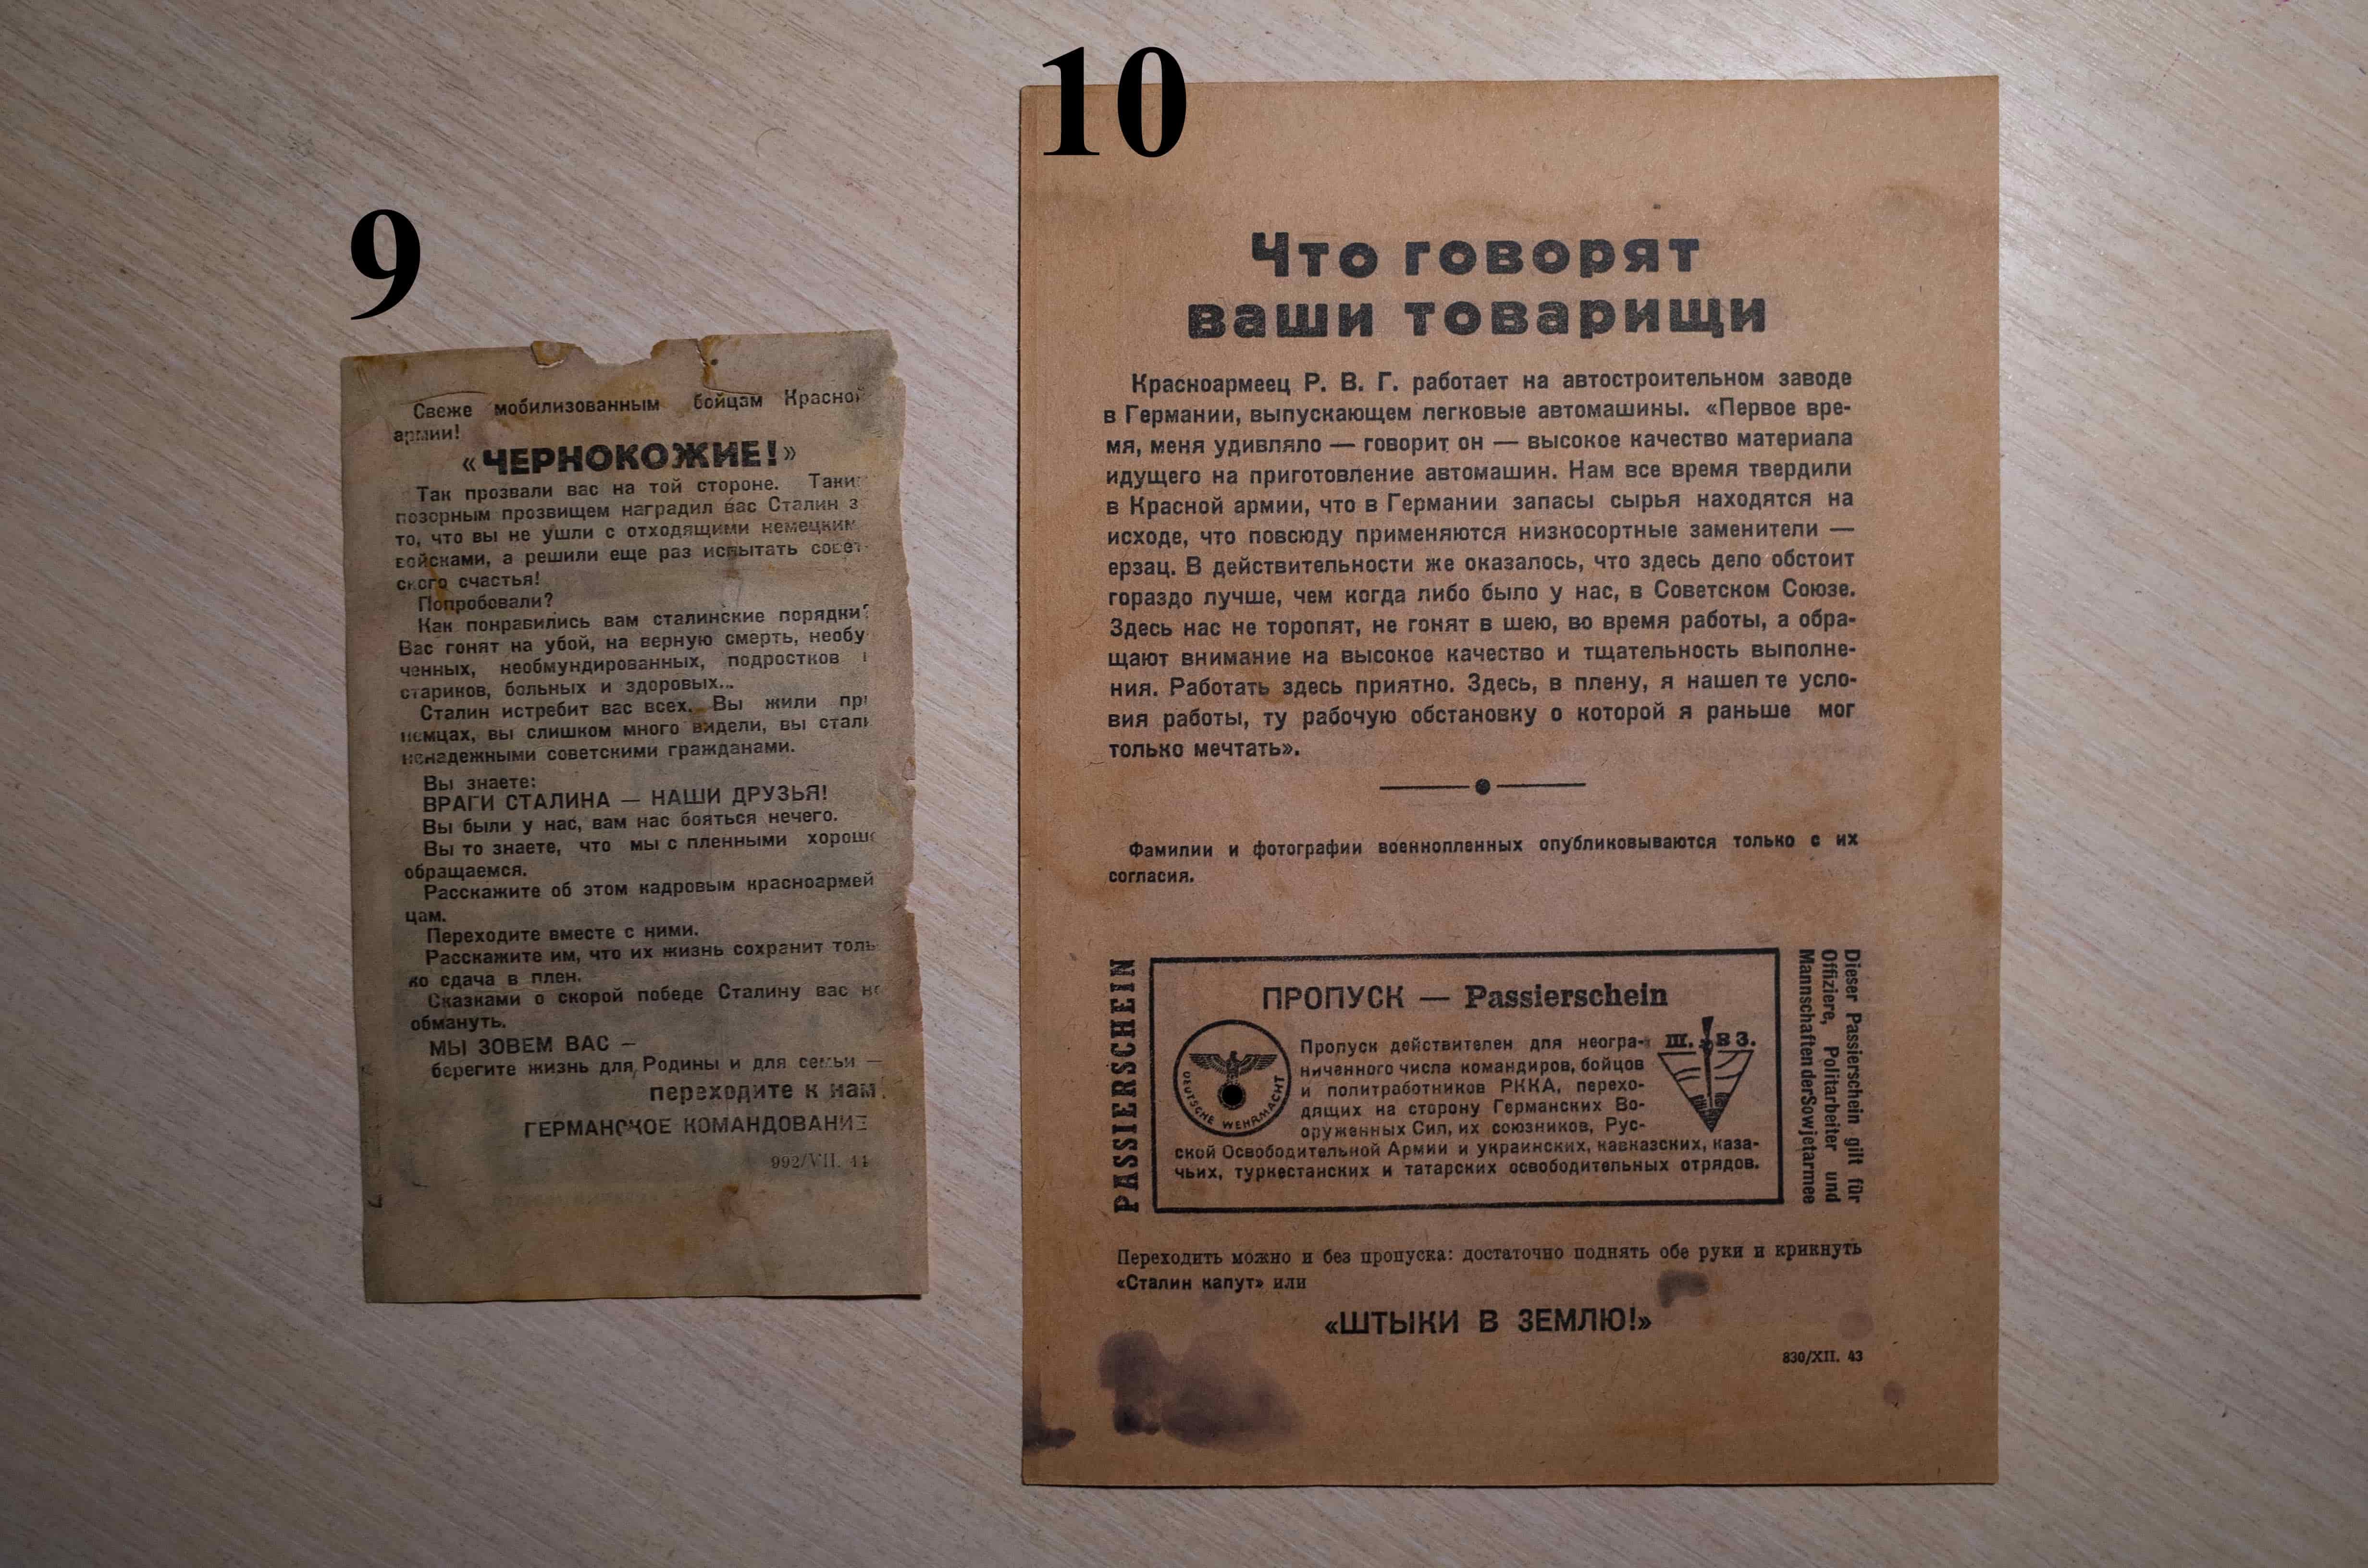 9
Свеже мобилизованным бойцам Красной
армии!
«ЧЕРНОКОЖИЕ!»
Так прозвали вас на той стороне. Таки
позорным прозвищем наградил вас Сталин з
то, что вы не ушли с отходящими немецким
войсками, а решили еще раз испытать совет-
ского счастья!
Попробовали?
Как понравились вам сталинские порядки?
Вас гонят на убой, на верную смерть, необу
ченных, необмундированных, подростков
стариков, больных и здоровых...
Сталин истребит вас всех. Вы жили пр
немцах, вы слишком много видели, вы стал
ненадежными советскими гражданами.
Вы знаете:
ВРАГИ СТАЛИНА — НАШИ ДРУЗЬЯ!
Вы были у нас, вам нас бояться нечего.
Вы то знаете, что мы с пленными хорош
обращаемся.
Расскажите об этом кадровым красноармей
цам.
Переходите вместе с ними.
Расскажите им, что их жизнь сохранит толь
ко сдача в плен.
Сказками о скорой победе Сталину вас не
обмануть.
МЫ ЗОВЕМ ВАС —
берегите жизнь для Родины и для семьи —
переходите к нам!
ГЕРМАНСКОЕ КОМАНДОВАНИЕ
992/VII. 44
10
Что говорят
ваши товарищи
Красноармеец Р. В. Г. работает на автостроительном заводе
в Германии, выпускающем легковые автомашины. «Первое вре-
мя, меня удивляло — говорит он — высокое качество материала
идущего на приготовление автомашин. Нам все время твердили
в Красной армии, что в Германии запасы сырья находятся на
исходе, что повсюду применяются низкосортные заменители —
ерзац. В действительности же оказалось, что здесь дело обстоит
гораздо лучше, чем когда либо было у нас, в Советском Союзе.
Здесь нас не торопят, не гонят в шею, во время работы, а обра-
щают внимание на высокое качество и тщательность выполне-
ния. Работать здесь приятно. Здесь, в плену, я нашел те усло-
вия работы, ту рабочую обстановку о которой я раньше мог
только мечтать».
Фамилии и фотографии военнопленных опубликовываются только с их
согласия.
PASSIERSCHEIN
ПРОПУСК — Passierschein
DEUTSCHE WEHRMACHT
Пропуск действителен для неогра-
ниченного числа командиров, бойцов
и политработников РККА, перехо-
дящих на сторону Германских Во-
оруженных Сил, их союзников, Рус-
ской Освободительной Армии и украинских, кавказских, каза-
чьих, туркестанских и татарских освободительных отрядов.
Ш. В З.
Dieser Passierschein gilt für
Offiziere, Politarbeiter und
Mannschaften der Sowjetarmee
Переходить можно и без пропуска: достаточно поднять обе руки и крикнуть
«Сталин капут» или
«ШТЫКИ В ЗЕМЛЮ!»
830/XII. 43